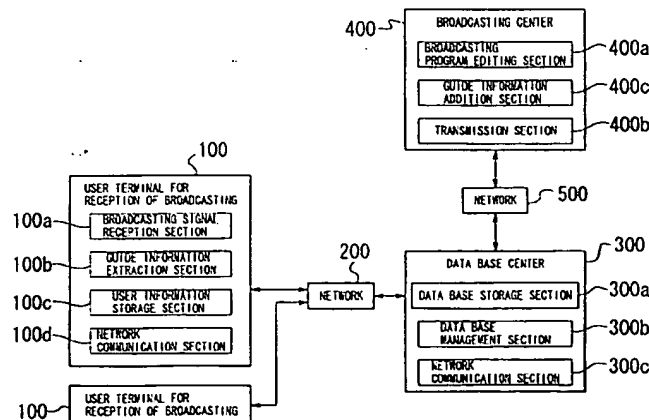 400
BROADCASTING CENTER
BROADCASTING
PROGRAM EDITING SECTION
400a
GUIDE INFORMATION
ADDITION SECTION
400c
TRANSMISSION SECTION
400b
NETWORK
500
100
USER TERMINAL FOR
RECEPTION OF BROADCASTING
100a
BROADCASTING SIGNAL
RECEPTION SECTION
100b
GUIDE INFORMATION
EXTRACTION SECTION
100c
USER INFORMATION
STORAGE SECTION
100d
NETWORK
COMMUNICATION SECTION
200
NETWORK
DATA BASE CENTER
300
DATA BASE STORAGE SECTION
300a
DATA BASE
MANAGEMENT SECTION
300b
NETWORK
COMMUNICATION SECTION
300c
100
USER TERMINAL FOR
RECEPTION OF BROADCASTING